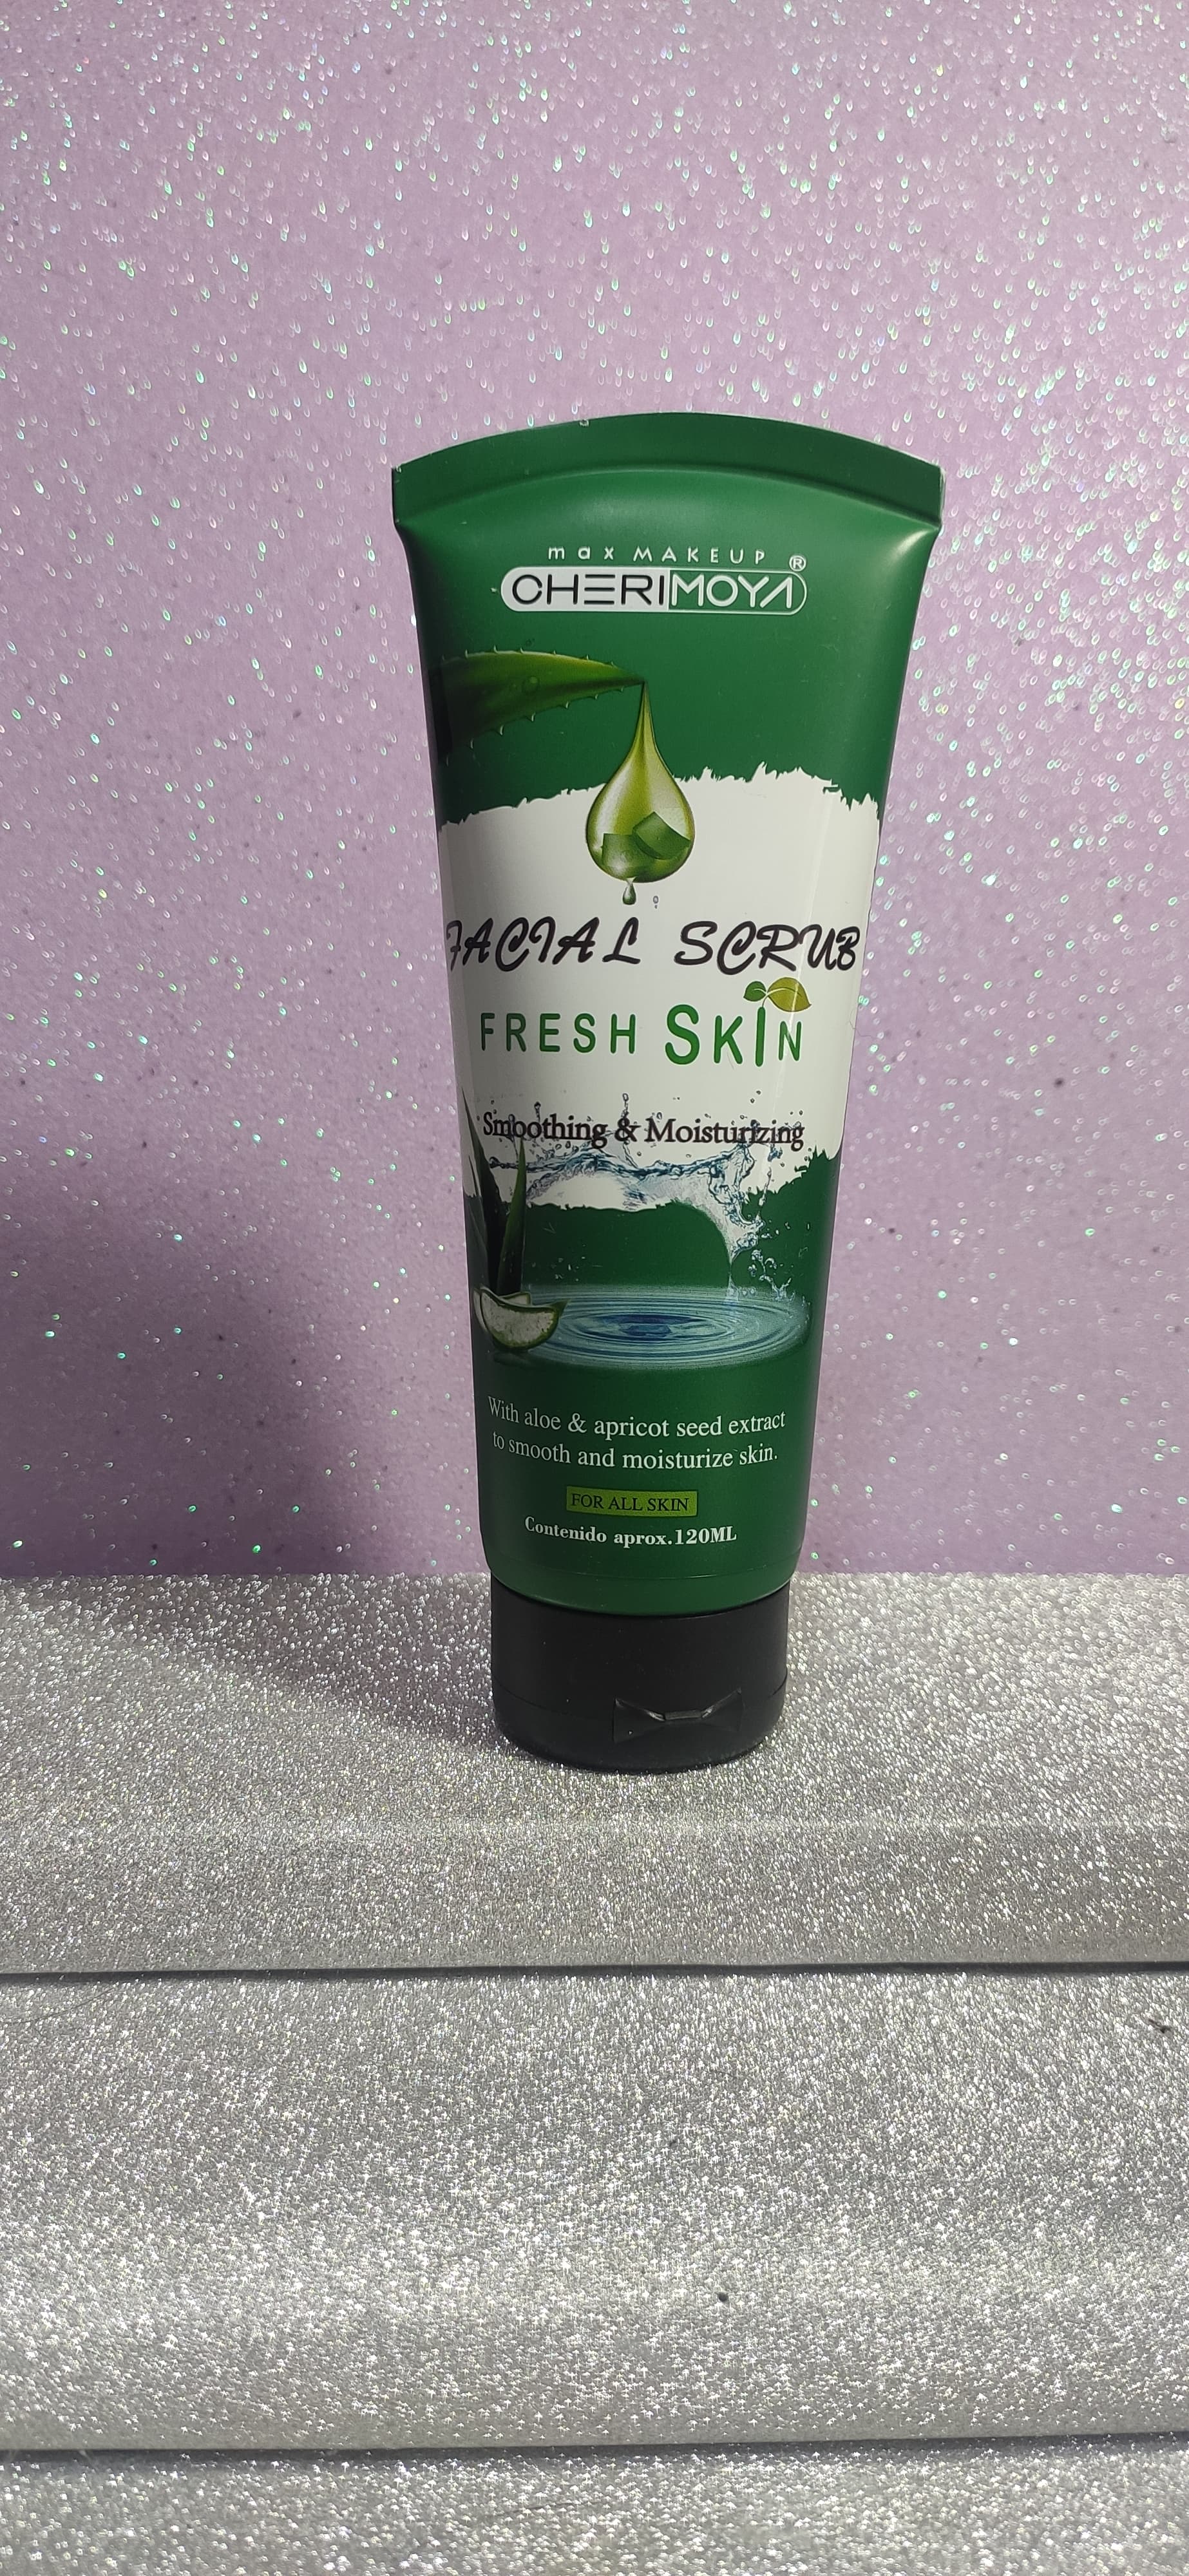 max MAKEUP
CHERIMOYA®
FACIAL SCRUB
FRESH SKIN
Smoothing & Moisturizing
With aloe & apricot seed extract
to smooth and moisturize skin.
FOR ALL SKIN
Contenido aprox.120ML